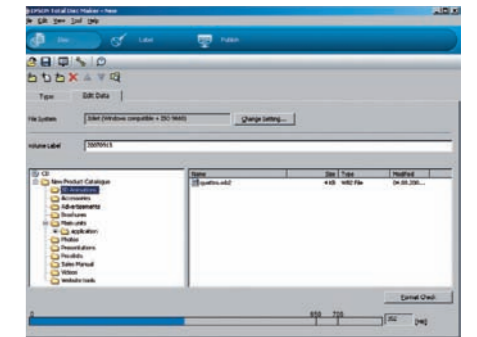 EPSON Total Disc Maker - New
File Edit View Tool Help
Disc Label Publish
Type Edit Data
File System Joliet (Windows compatible + ISO 9660) Change Setting...
Volume Label 20070515
CD
New Product Catalogue
3D Animations
Accessories
Advertisements
Brochures
Main units
application
Photos
Presentations
Pricelists
Sales Manual
Videos
Website tools
Name Size Type Modified
4 KB WB2 File
Format Check
0 650 700
352 [MB]